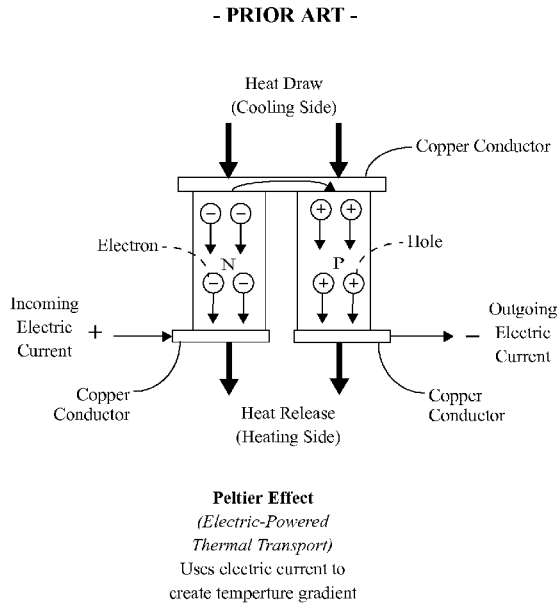 - PRIOR ART -
Heat Draw
(Cooling Side)
Copper Conductor
− − + +
Electron
Hole
N
P
− − + +
Incoming
Electric
Current
+
−
Outgoing
Electric
Current
Copper
Conductor
Heat Release
(Heating Side)
Copper
Conductor
Peltier Effect
(Electric-Powered
Thermal Transport)
Uses electric current to
create temperture gradient